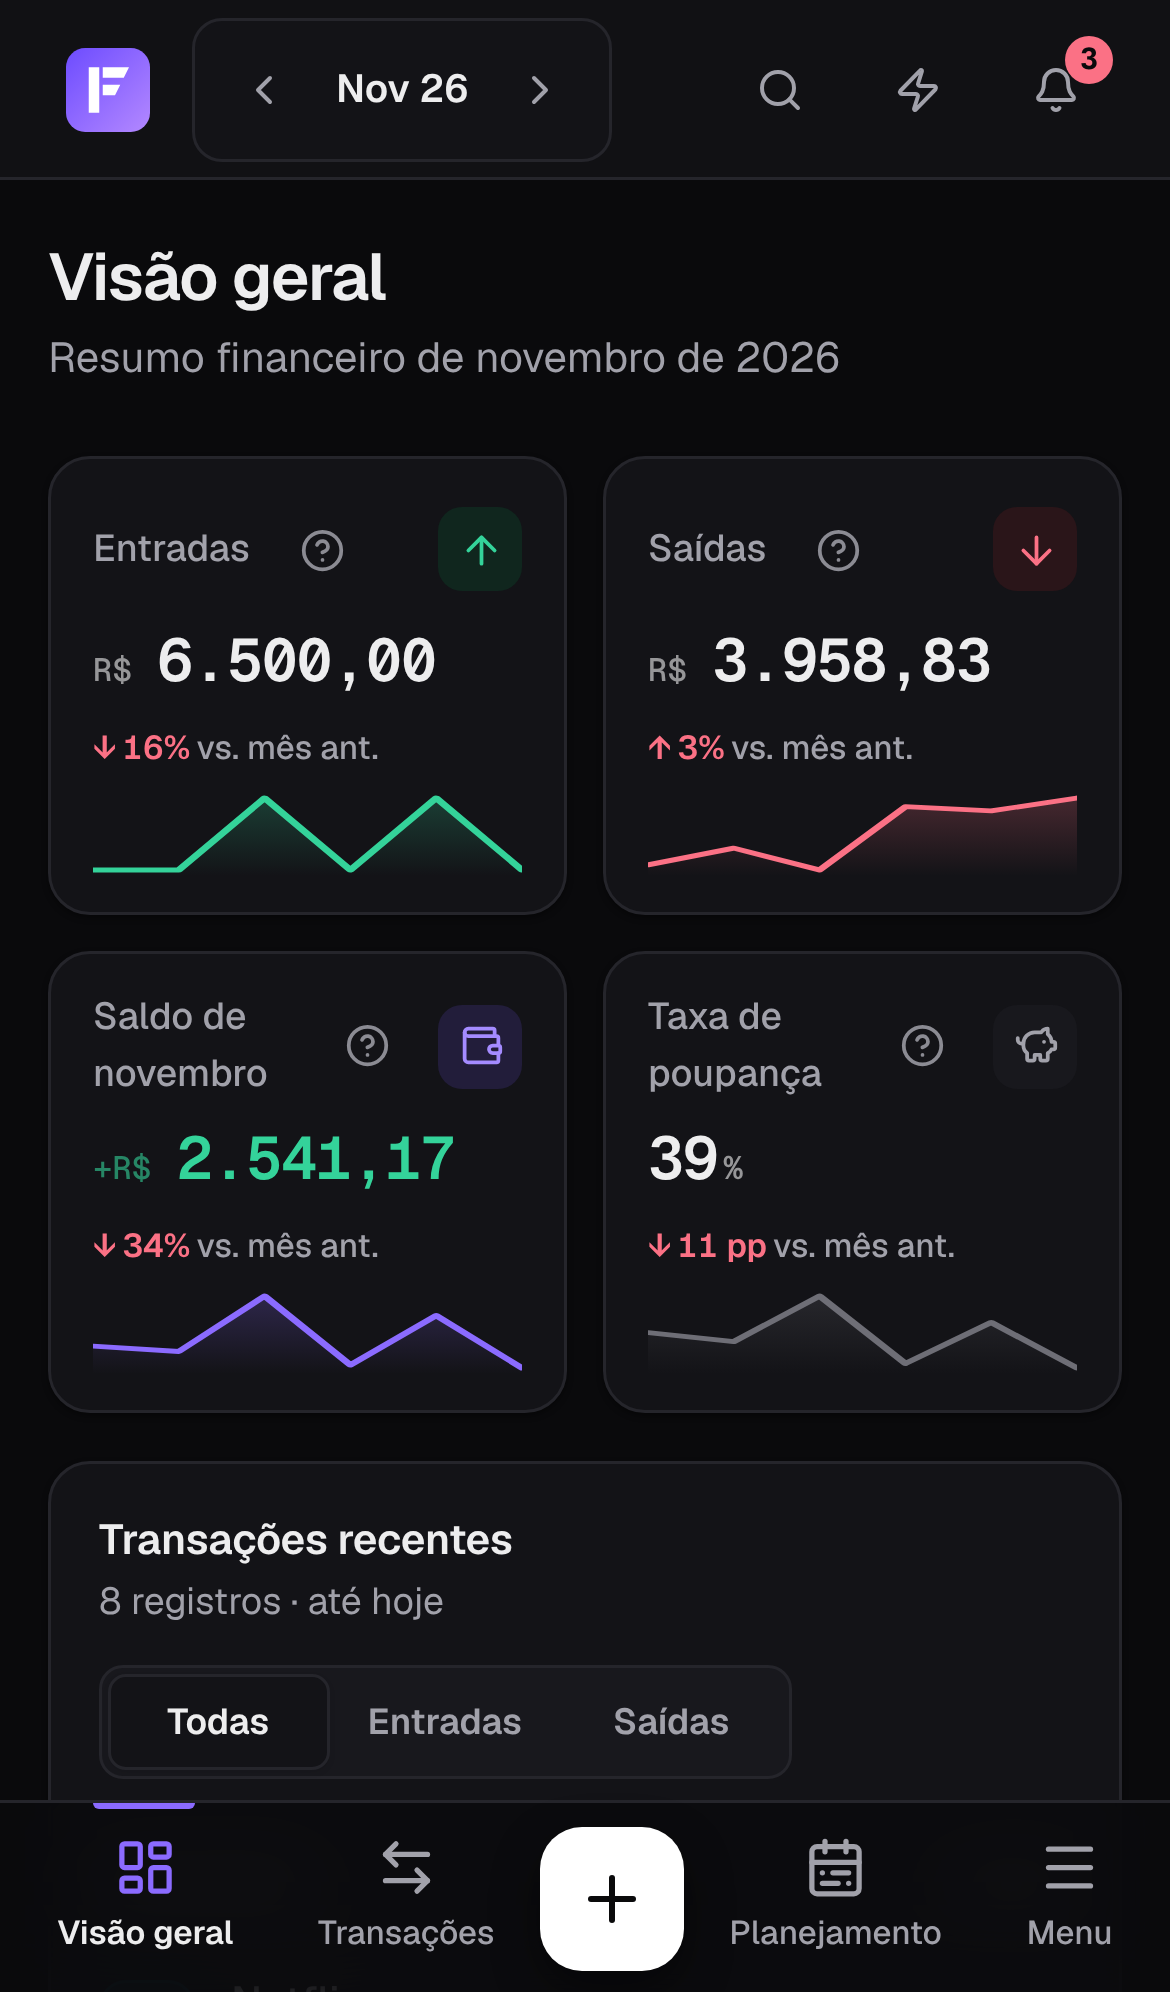 F
Nov 26
3
Visão geral
Resumo financeiro de novembro de 2026
Entradas
R$ 6.500,00
↓ 16% vs. mês ant.
Saídas
R$ 3.958,83
↑ 3% vs. mês ant.
Saldo de
novembro
+R$ 2.541,17
↓ 34% vs. mês ant.
Taxa de
poupança
39%
↓ 11 pp vs. mês ant.
Transações recentes
8 registros · até hoje
Todas Entradas Saídas
Visão geral Transações Planejamento Menu